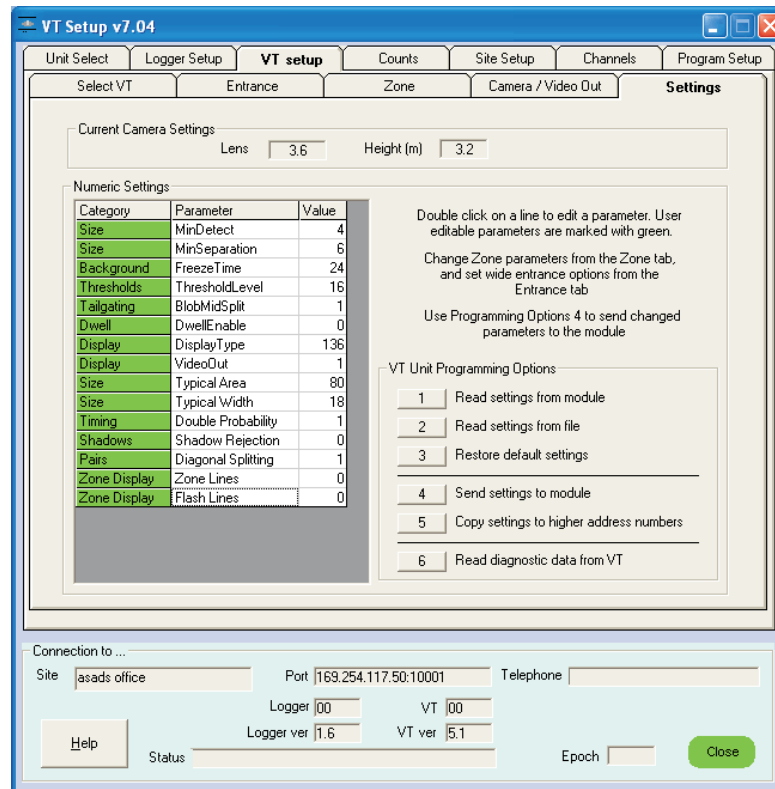 VT Setup v7.04
Unit Select Logger Setup VT setup Counts Site Setup Channels Program Setup
Select VT Entrance Zone Camera / Video Out Settings
Current Camera Settings
Lens 3.6 Height (m) 3.2
Numeric Settings
Category Parameter Value
Size MinDetect 4
Size MinSeparation 6
Background FreezeTime 24
Thresholds ThresholdLevel 16
Tailgating BlobMidSplit 1
Dwell DwellEnable 0
Display DisplayType 136
Display VideoOut 1
Size Typical Area 80
Size Typical Width 18
Timing Double Probability 1
Shadows Shadow Rejection 0
Pairs Diagonal Splitting 1
Zone Display Zone Lines 0
Zone Display Flash Lines 0
Double click on a line to edit a parameter. User
editable parameters are marked with green.
Change Zone parameters from the Zone tab,
and set wide entrance options from the
Entrance tab
Use Programming Options 4 to send changed
parameters to the module
VT Unit Programming Options
1 Read settings from module
2 Read settings from file
3 Restore default settings
4 Send settings to module
5 Copy settings to higher address numbers
6 Read diagnostic data from VT
Connection to ...
Site asads office Port 169.254.117.50:10001 Telephone
Logger 00 VT 00
Help Logger ver 1.6 VT ver 5.1
Status Epoch Close